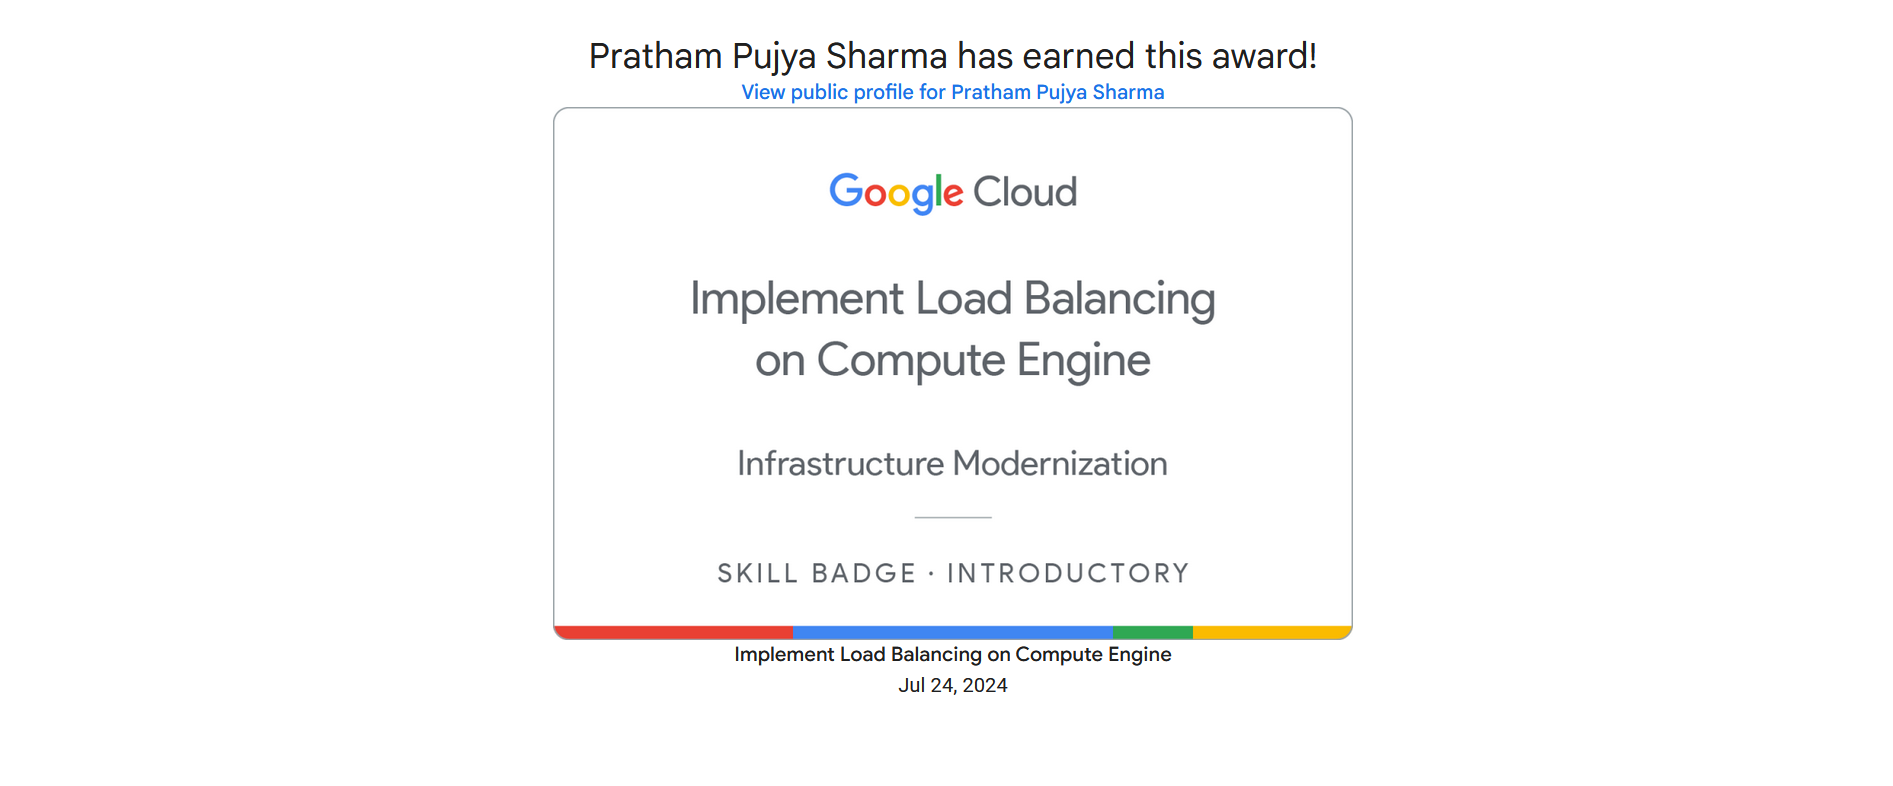 Pratham Pujya Sharma has earned this award!
View public profile for Pratham Pujya Sharma
Google Cloud
Implement Load Balancing
on Compute Engine
Infrastructure Modernization
SKILL BADGE · INTRODUCTORY
Implement Load Balancing on Compute Engine
Jul 24, 2024